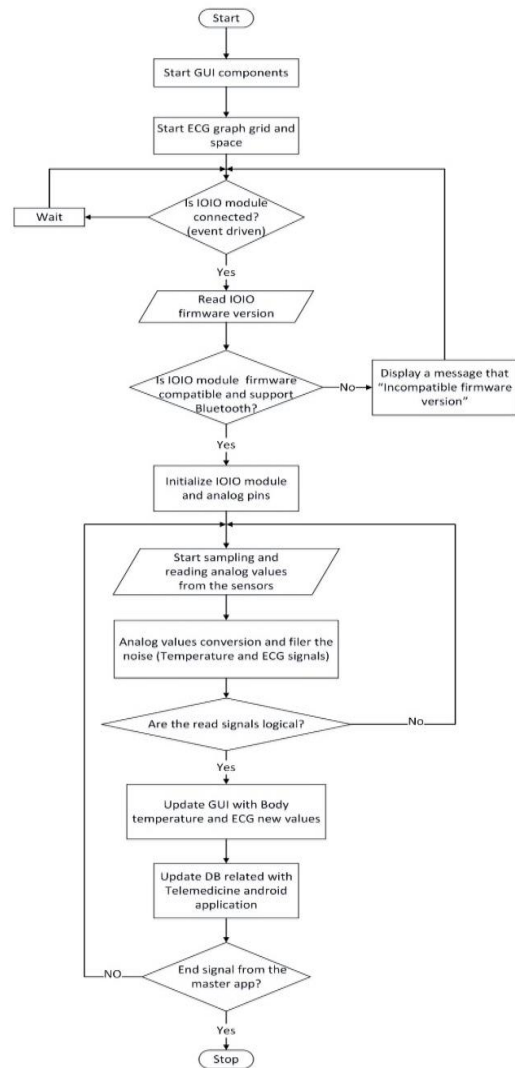 Start
Start GUI components
Start ECG graph grid and
space
Is IOIO module
connected?
(event driven)
Wait
Yes
Read IOIO
firmware version
Is IOIO module firmware
compatible and support
Bluetooth?
No
Display a message that
“Incompatible firmware
version”
Yes
Initialize IOIO module
and analog pins
Start sampling and
reading analog values
from the sensors
Analog values conversion and filer the
noise (Temperature and ECG signals)
Are the read signals logical?
No
Yes
Update GUI with Body
temperature and ECG new values
Update DB related with
Telemedicine android
application
End signal from the
master app?
NO
Yes
Stop